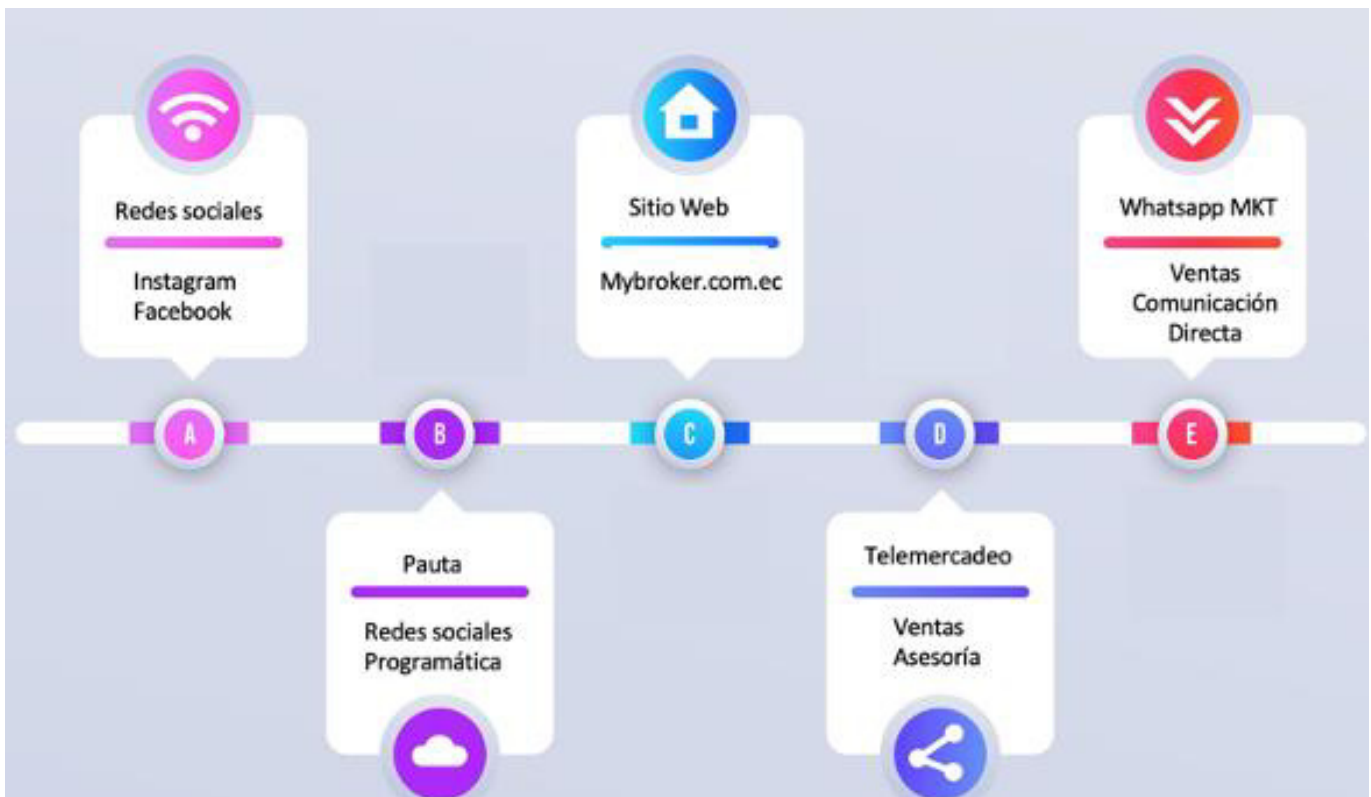 Redes sociales
Instagram
Facebook
A
Pauta
Redes sociales
Programática
B
Sitio Web
Mybroker.com.ec
C
Telemercadeo
Ventas
Asesoría
D
Whatsapp MKT
Ventas
Comunicación
Directa
E